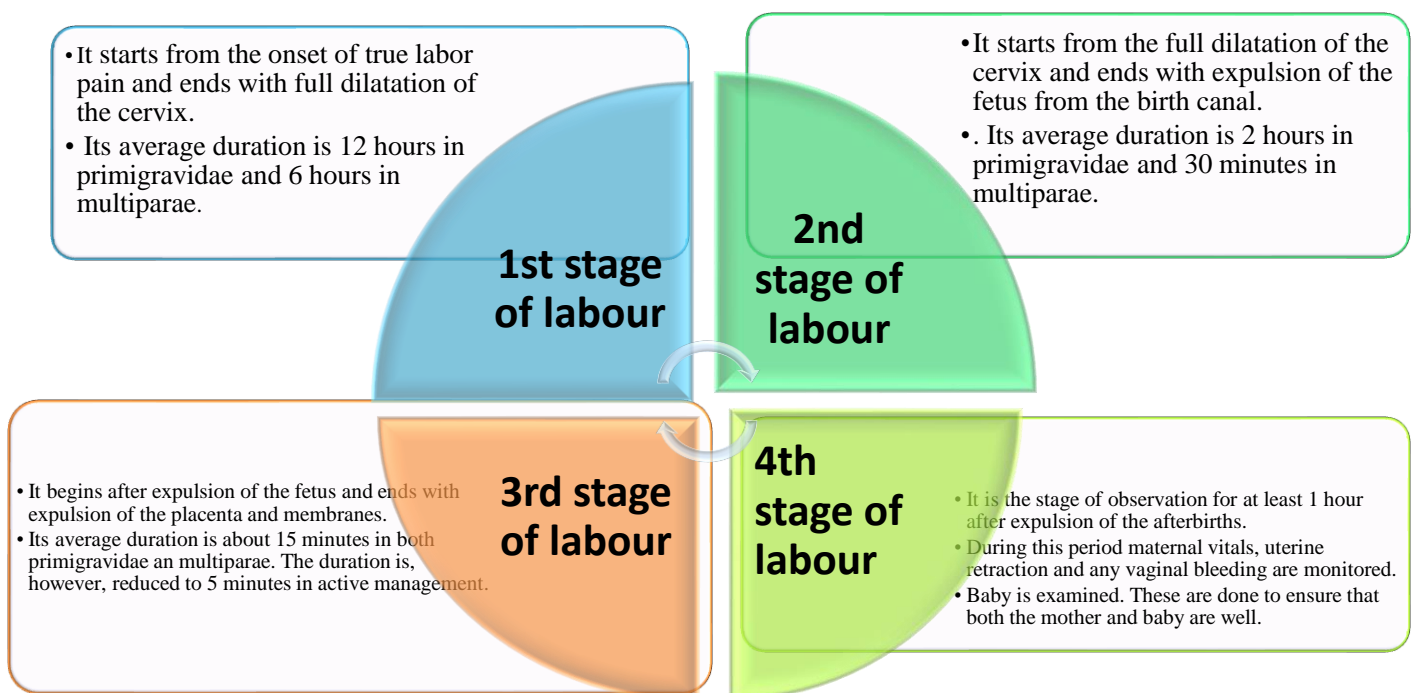 •It starts from the onset of true labor
pain and ends with full dilatation of
the cervix.
• Its average duration is 12 hours in
primigravidae and 6 hours in
multiparae.
1st stage
of labour
•It starts from the full dilatation of the
cervix and ends with expulsion of the
fetus from the birth canal.
•. Its average duration is 2 hours in
primigravidae and 30 minutes in
multiparae.
2nd
stage of
labour
• It begins after expulsion of the fetus and ends with
expulsion of the placenta and membranes.
• Its average duration is about 15 minutes in both
primigravidae an multiparae. The duration is,
however, reduced to 5 minutes in active management.
3rd stage
of labour
4th
stage of
labour
• It is the stage of observation for at least 1 hour
after expulsion of the afterbirths.
• During this period maternal vitals, uterine
retraction and any vaginal bleeding are monitored.
• Baby is examined. These are done to ensure that
both the mother and baby are well.